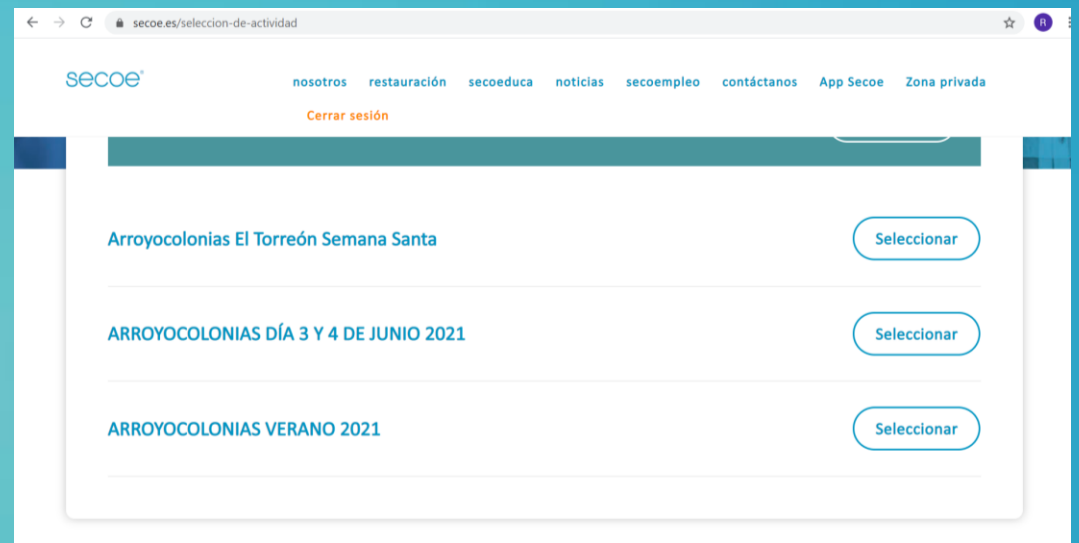 secoe.es/seleccion-de-actividad
R
secoe®
nosotros restauración secoeduca noticias secoempleo contáctanos App Secoe Zona privada
Cerrar sesión
Arroyocolonias El Torreón Semana Santa Seleccionar
ARROYOCOLONIAS DÍA 3 Y 4 DE JUNIO 2021 Seleccionar
ARROYOCOLONIAS VERANO 2021 Seleccionar